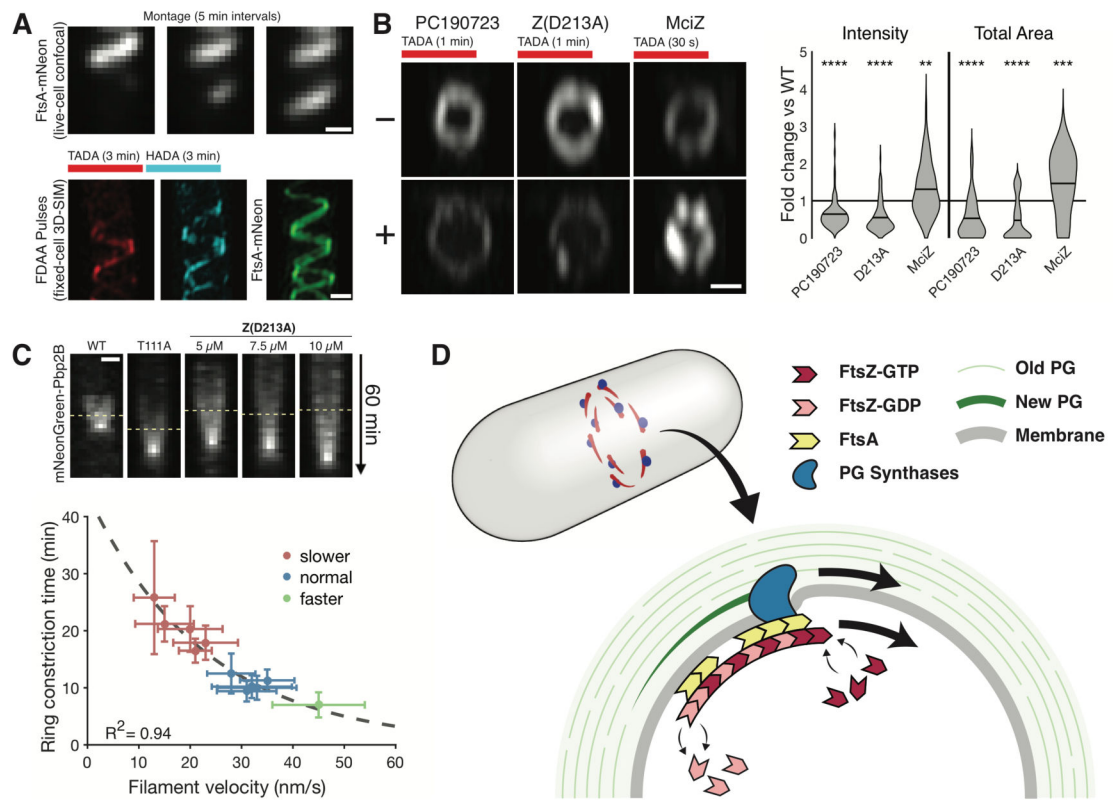 A
Montage (5 min intervals)
FtsA-mNeon
(live-cell confocal)
TADA (3 min)
HADA (3 min)
FDAA Pulses
(fixed-cell 3D-SIM)
FtsA-mNeon
B
PC190723
Z(D213A)
MciZ
TADA (1 min)
TADA (1 min)
TADA (30 s)
−
+
Intensity
Total Area
**** **** ** **** **** ***
Fold change vs WT
5
4
3
2
1
0
PC190723
D213A
MciZ
PC190723
D213A
MciZ
C
Z(D213A)
WT
T111A
5 µM
7.5 µM
10 µM
mNeonGreen-Pbp2B
60 min
Ring constriction time (min)
40
30
20
10
0
slower
normal
faster
R2 = 0.94
0 10 20 30 40 50 60
Filament velocity (nm/s)
D
FtsZ-GTP
FtsZ-GDP
FtsA
PG Synthases
Old PG
New PG
Membrane